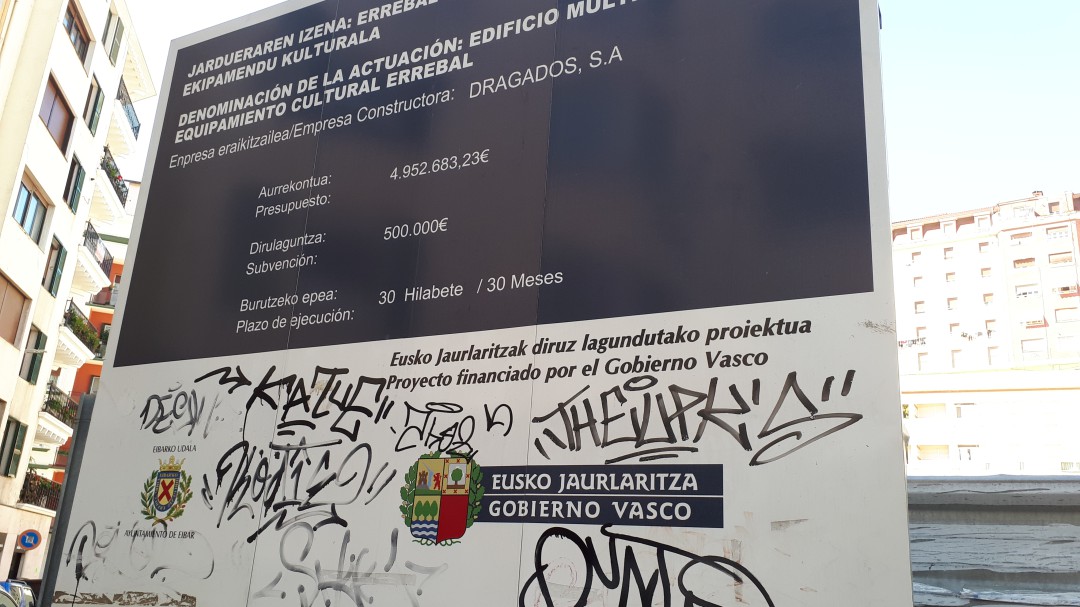 JARDUERAREN IZENA: ERREBAL
EKIPAMENDU KULTURALA
DENOMINACIÓN DE LA ACTUACIÓN: EDIFICIO
EQUIPAMIENTO CULTURAL ERREBAL
Enpresa eraikitzailea/Empresa Constructora: DRAGADOS, S.A
Aurrekontua: 4.952.683,23€
Presupuesto:
Dirulaguntza: 500.000€
Subvención:
Burutzeko epea: 30 Hilabete / 30 Meses
Plazo de ejecución:
Eusko Jaurlaritzak diruz lagundutako proiektua
Proyecto financiado por el Gobierno Vasco
EIBARKO UDALA
AYUNTAMIENTO DE EIBAR
EUSKO JAURLARITZA
GOBIERNO VASCO